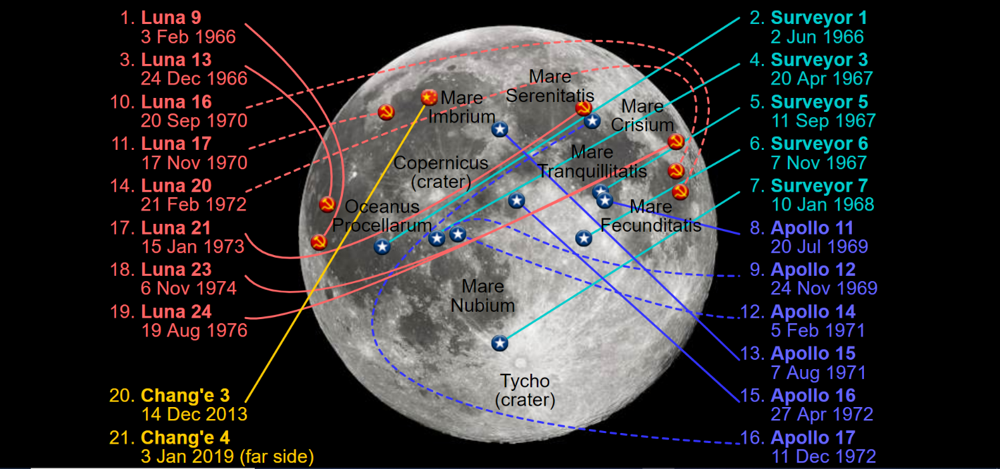 1. Luna 9
3 Feb 1966
3. Luna 13
24 Dec 1966
10. Luna 16
20 Sep 1970
11. Luna 17
17 Nov 1970
14. Luna 20
21 Feb 1972
17. Luna 21
15 Jan 1973
18. Luna 23
6 Nov 1974
19. Luna 24
19 Aug 1976
20. Chang'e 3
14 Dec 2013
21. Chang'e 4
3 Jan 2019 (far side)
Mare
Serenitatis
Mare
Imbrium
Mare
Crisium
Copernicus
(crater)
Mare
Tranquillitatis
Oceanus
Procellarum
Mare
Fecunditatis
Mare
Nubium
Tycho
(crater)
2. Surveyor 1
2 Jun 1966
4. Surveyor 3
20 Apr 1967
5. Surveyor 5
11 Sep 1967
6. Surveyor 6
7 Nov 1967
7. Surveyor 7
10 Jan 1968
8. Apollo 11
20 Jul 1969
9. Apollo 12
24 Nov 1969
12. Apollo 14
5 Feb 1971
13. Apollo 15
7 Aug 1971
15. Apollo 16
27 Apr 1972
16. Apollo 17
11 Dec 1972